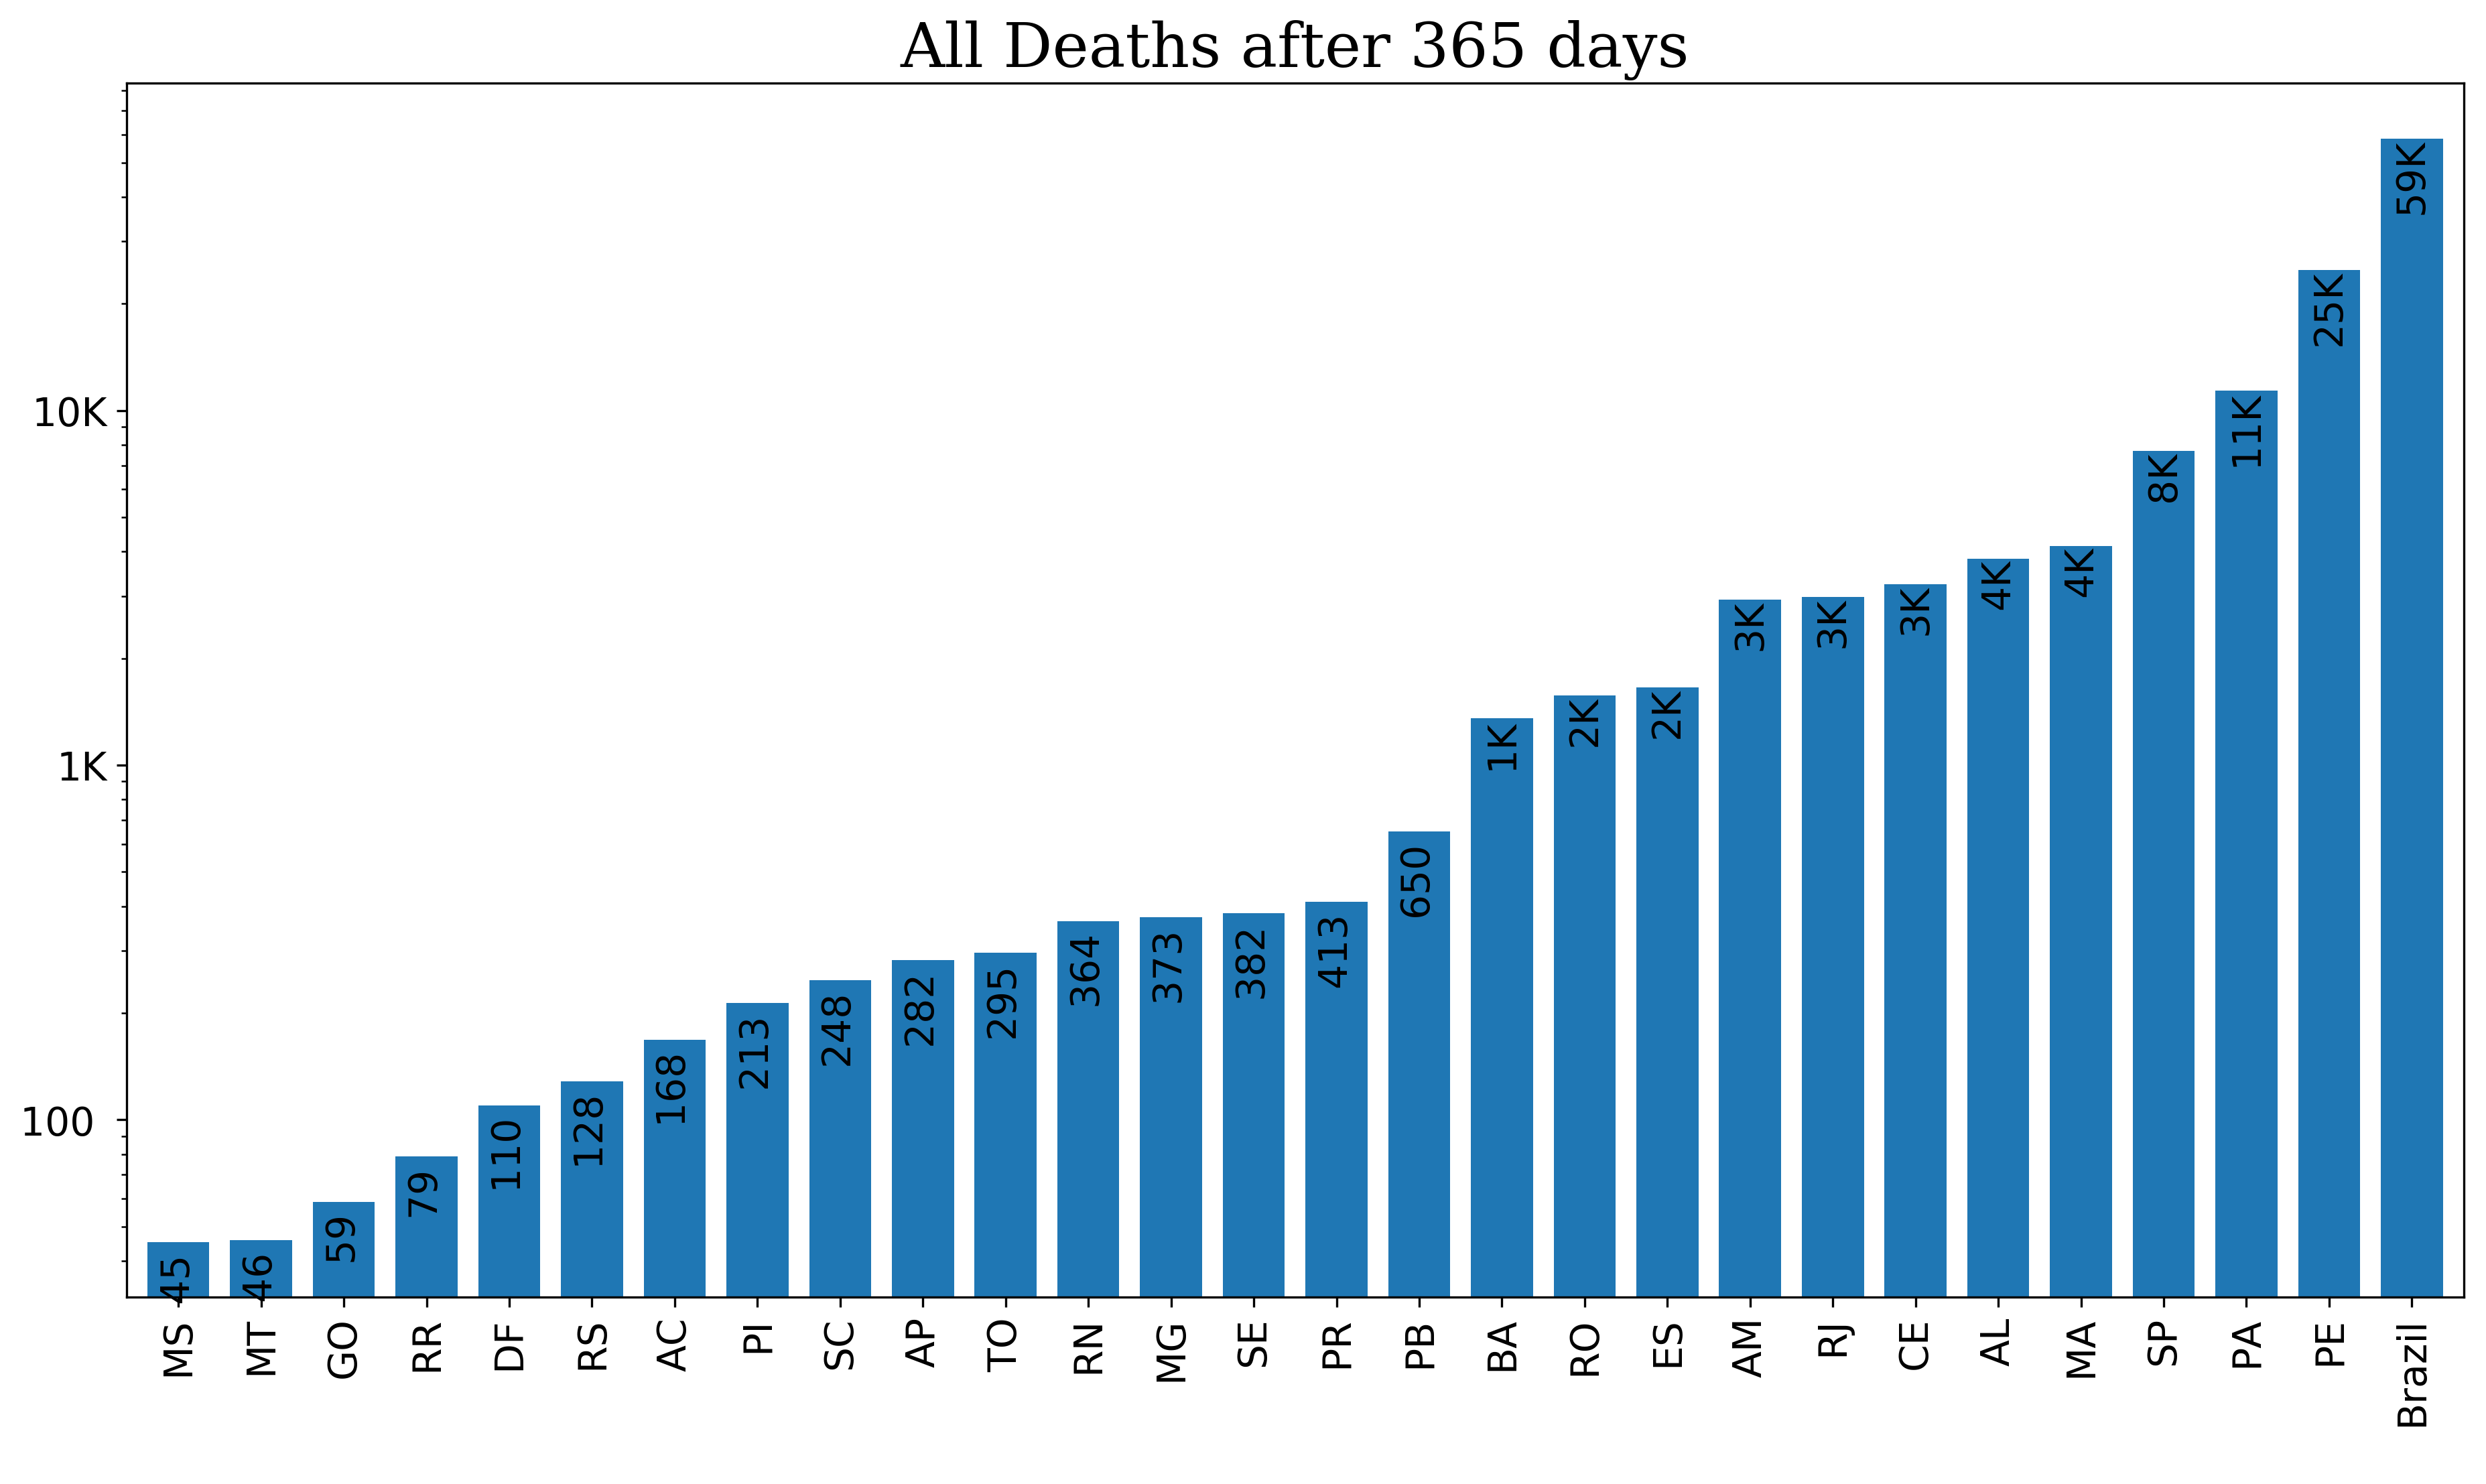 All Deaths after 365 days
10K
1K
100
45
46
59
79
110
128
168
213
248
282
295
364
373
382
413
650
1K
2K
2K
3K
3K
3K
4K
4K
8K
11K
25K
59K
MS
MT
GO
RR
DF
RS
AC
PI
SC
AP
TO
RN
MG
SE
PR
PB
BA
RO
ES
AM
RJ
CE
AL
MA
SP
PA
PE
Brazil